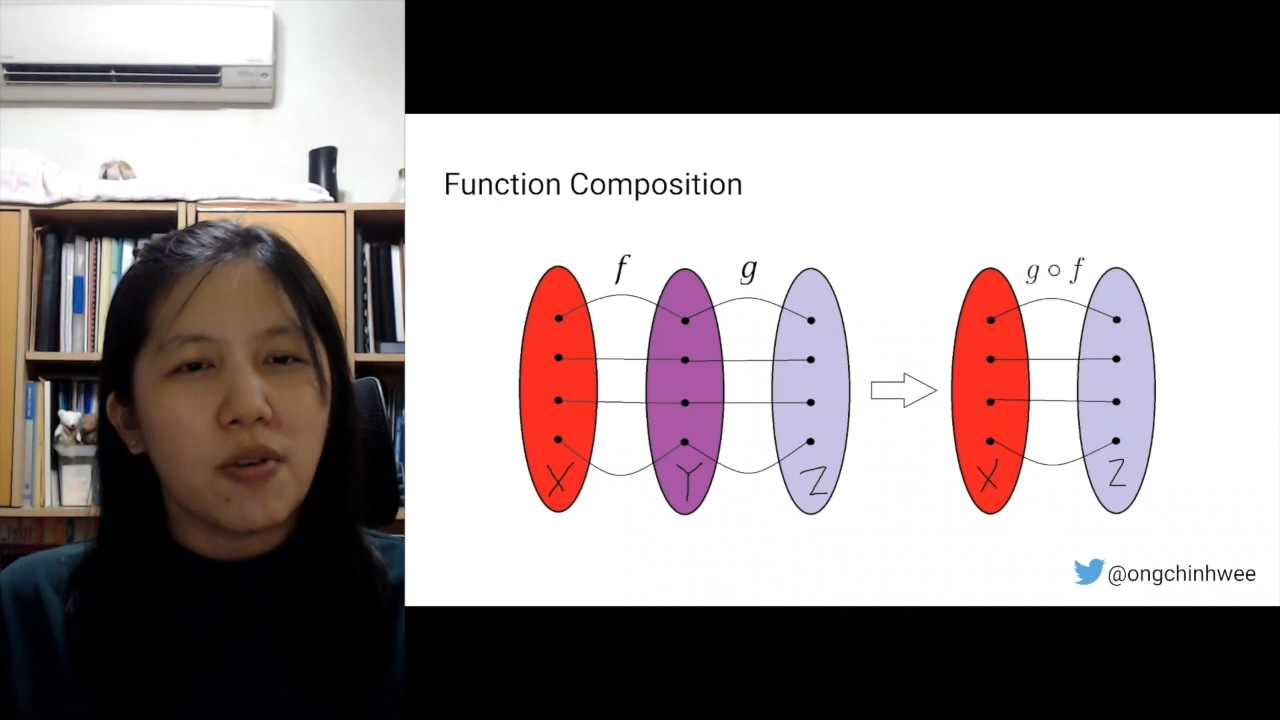 Function Composition
f g g ∘ f
X Y Z X Z
@ongchinhwee